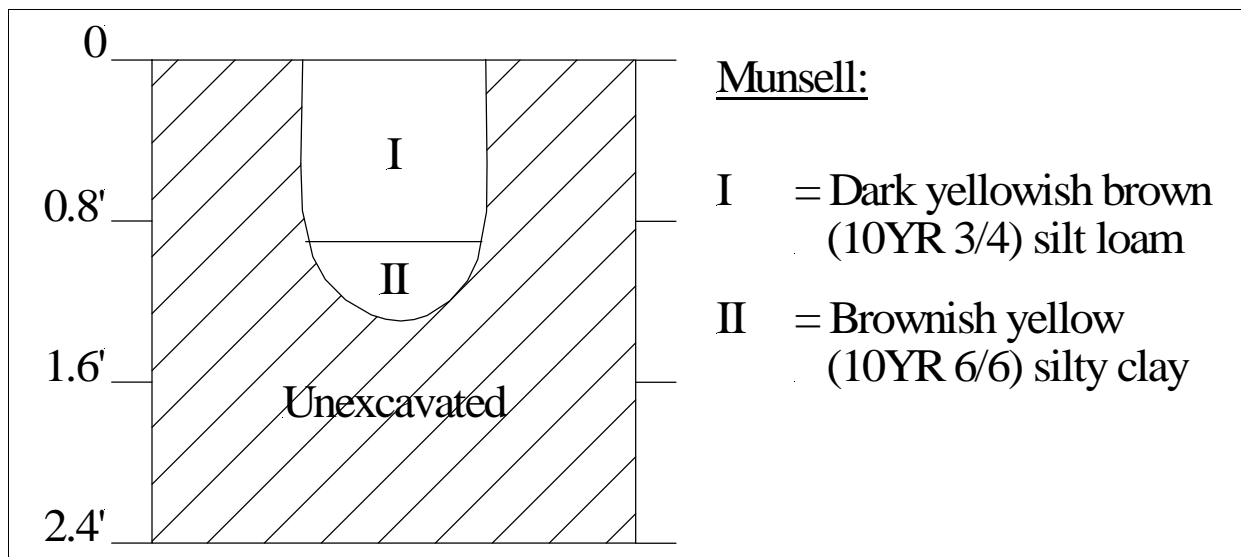 0
0.8'
1.6'
2.4'
I
II
Unexcavated
Munsell:
I = Dark yellowish brown
(10YR 3/4) silt loam
II = Brownish yellow
(10YR 6/6) silty clay